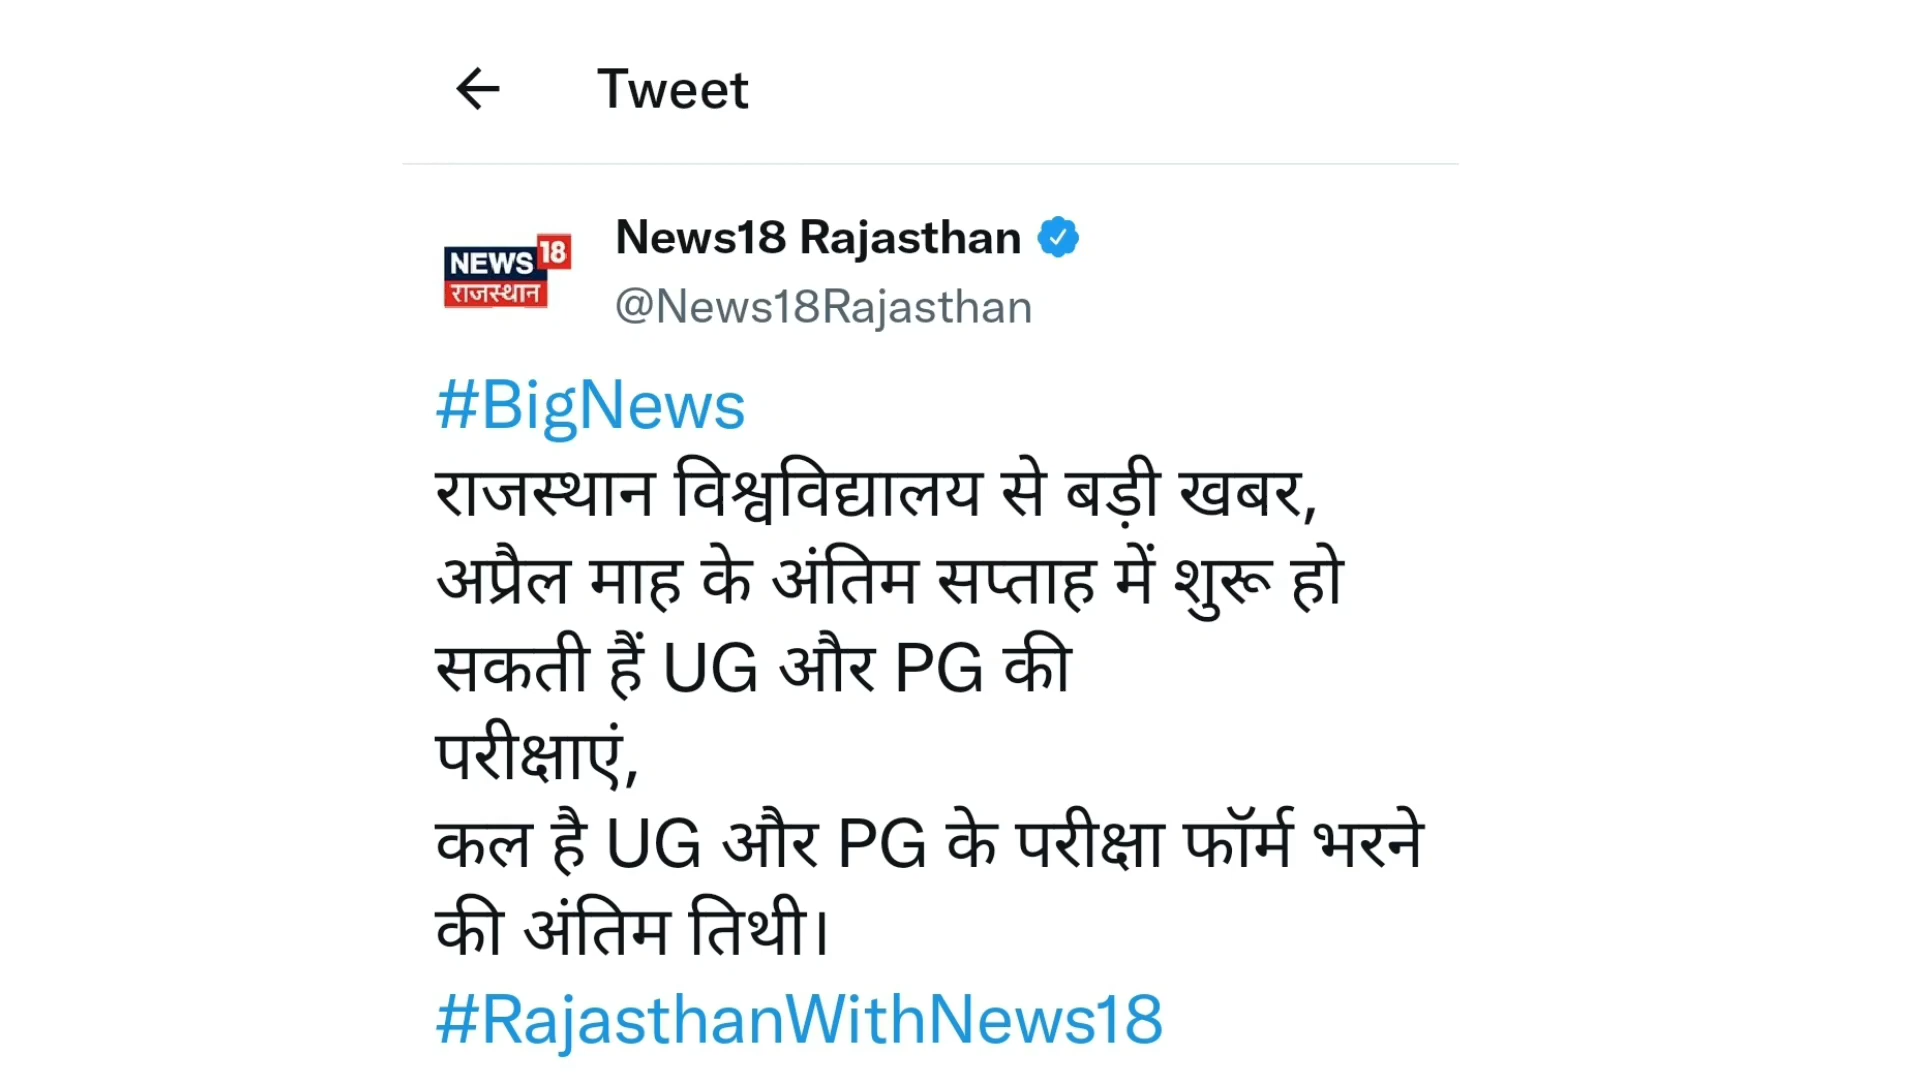 Tweet
NEWS 18
राजस्थान
News18 Rajasthan
@News18Rajasthan
#BigNews
राजस्थान विश्वविद्यालय से बड़ी खबर,
अप्रैल माह के अंतिम सप्ताह में शुरू हो
सकती हैं UG और PG की
परीक्षाएं,
कल है UG और PG के परीक्षा फॉर्म भरने
की अंतिम तिथी।
#RajasthanWithNews18